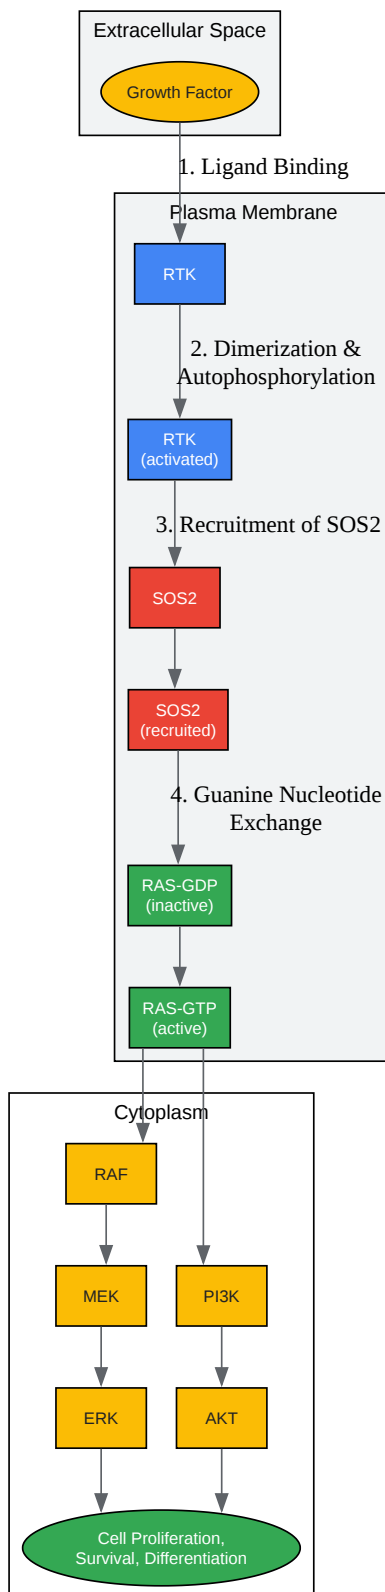 Extracellular Space
Growth Factor
1. Ligand Binding
Plasma Membrane
RTK
2. Dimerization &
Autophosphorylation
RTK
(activated)
3. Recruitment of SOS2
SOS2
SOS2
(recruited)
4. Guanine Nucleotide
Exchange
RAS-GDP
(inactive)
RAS-GTP
(active)
Cytoplasm
RAF
MEK
PI3K
ERK
AKT
Cell Proliferation,
Survival, Differentiation